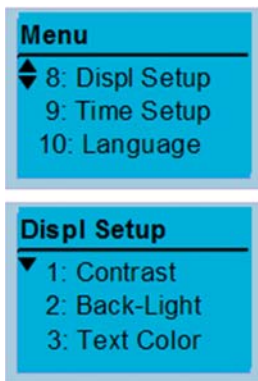 Menu
8: Displ Setup
9: Time Setup
10: Language
Displ Setup
1: Contrast
2: Back-Light
3: Text Color